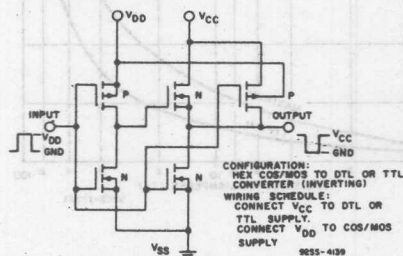 VDD
VCC
P
N
P
INPUT
VDD
GND
OUTPUT
VCC
GND
N
N
VSS
CONFIGURATION:
HEX COS/MOS TO DTL OR TTL
CONVERTER (INVERTING)
WIRING SCHEDULE:
CONNECT VCC TO DTL OR
TTL SUPPLY.
CONNECT VDD TO COS/MOS
SUPPLY
92SS-4139